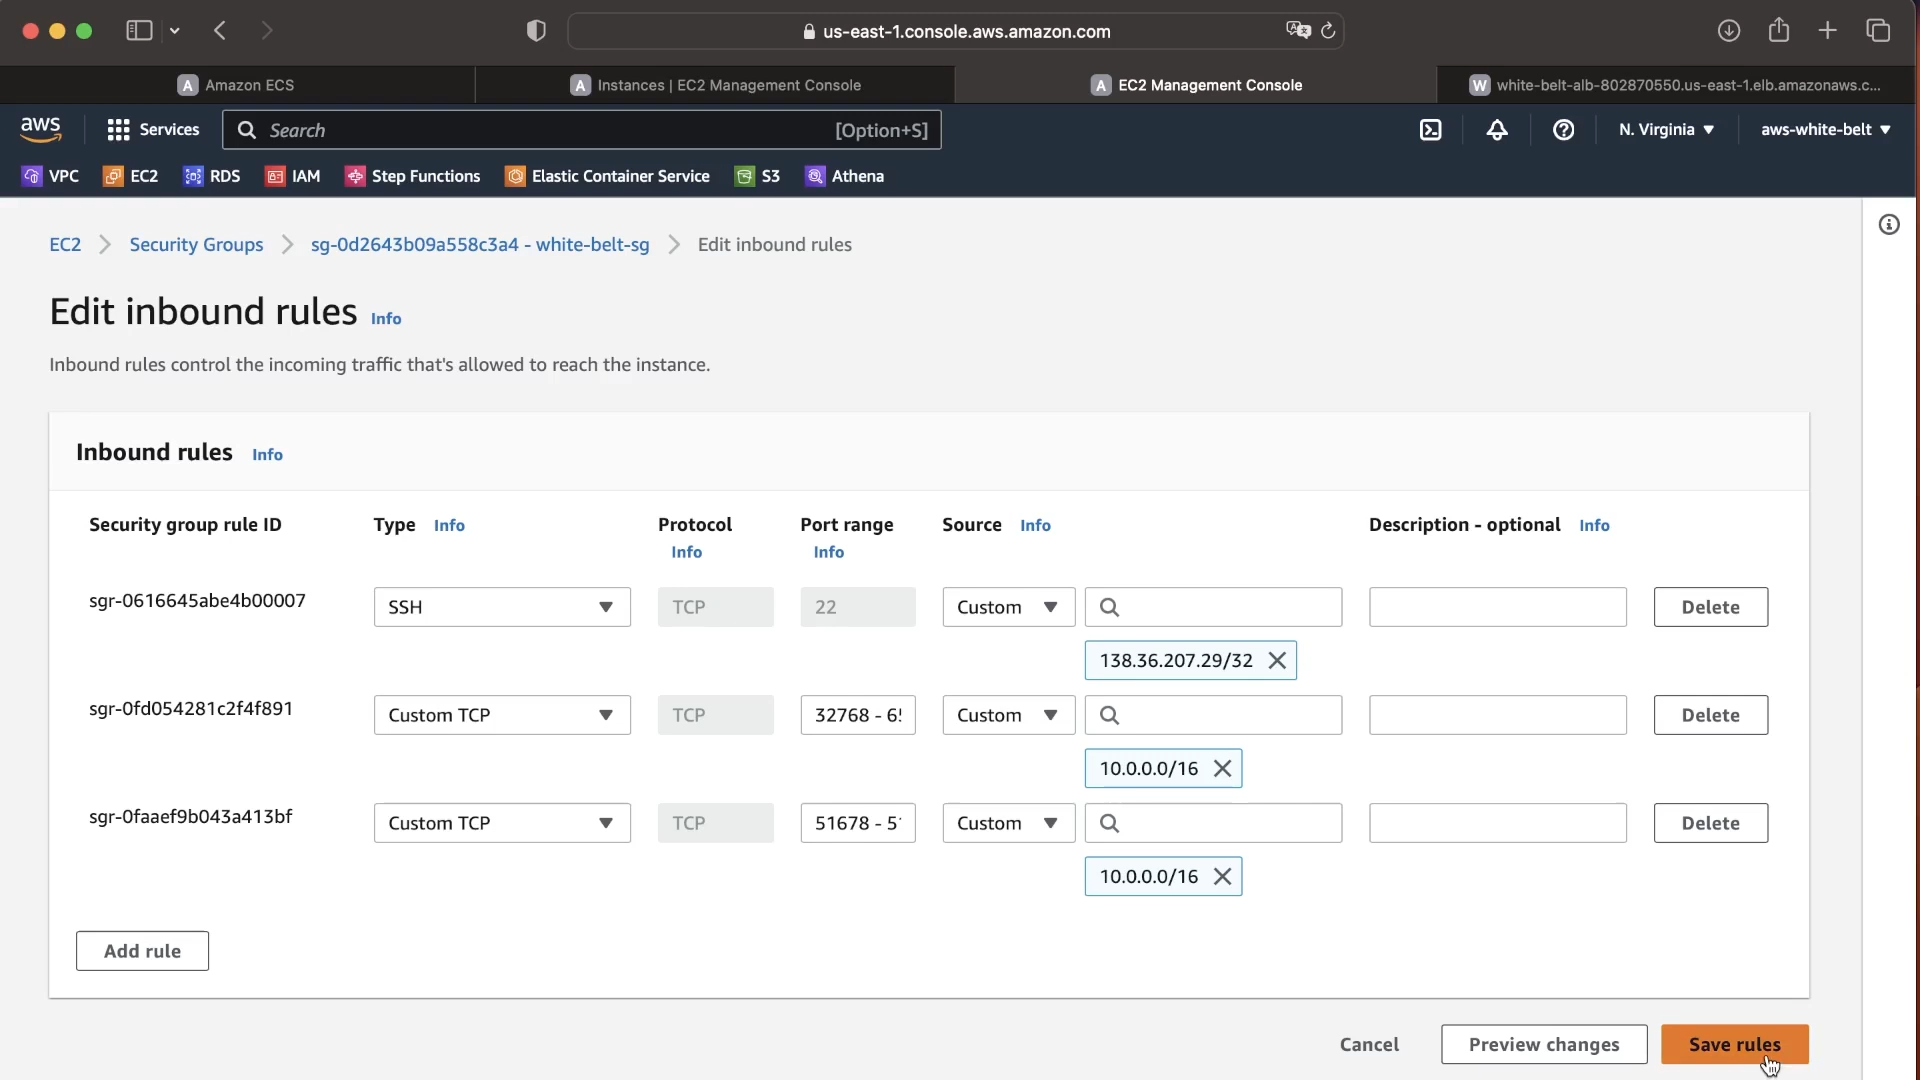 us-east-1.console.aws.amazon.com
A Amazon ECS
A Instances | EC2 Management Console
A EC2 Management Console
W white-belt-alb-802870550.us-east-1.elb.amazonaws.c...
aws
Services
Search
[Option+S]
N. Virginia
aws-white-belt
VPC
EC2
RDS
IAM
Step Functions
Elastic Container Service
S3
Athena
EC2 > Security Groups > sg-0d2643b09a558c3a4 - white-belt-sg > Edit inbound rules
Edit inbound rules Info
Inbound rules control the incoming traffic that's allowed to reach the instance.
Inbound rules Info
Security group rule ID
Type Info
Protocol Info
Port range Info
Source Info
Description - optional Info
sgr-0616645abe4b00007
SSH
TCP
22
Custom
Delete
138.36.207.29/32
sgr-0fd054281c2f4f891
Custom TCP
TCP
32768 - 6
Custom
Delete
10.0.0.0/16
sgr-0faaef9b043a413bf
Custom TCP
TCP
51678 - 5
Custom
Delete
10.0.0.0/16
Add rule
Cancel
Preview changes
Save rules